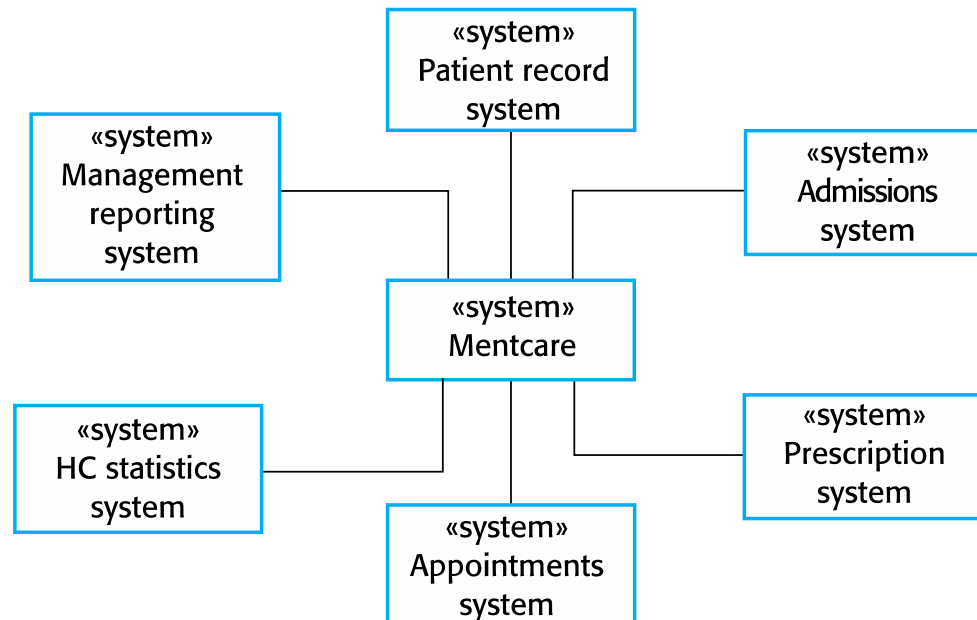 «system»
Patient record
system
«system»
Management
reporting
system
«system»
Admissions
system
«system»
Mentcare
«system»
HC statistics
system
«system»
Prescription
system
«system»
Appointments
system